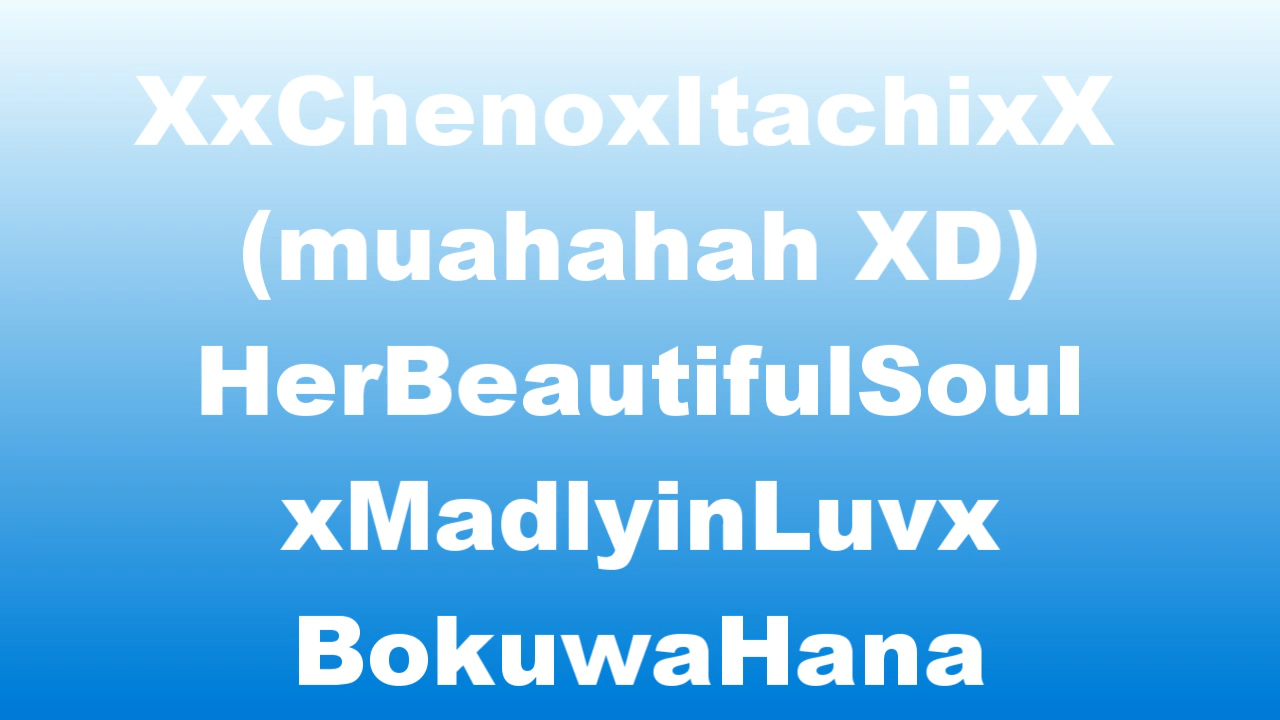 XxChenoxItachixX
(muahahah XD)
HerBeautifulSoul
xMadlyinLuvx
BokuwaHana